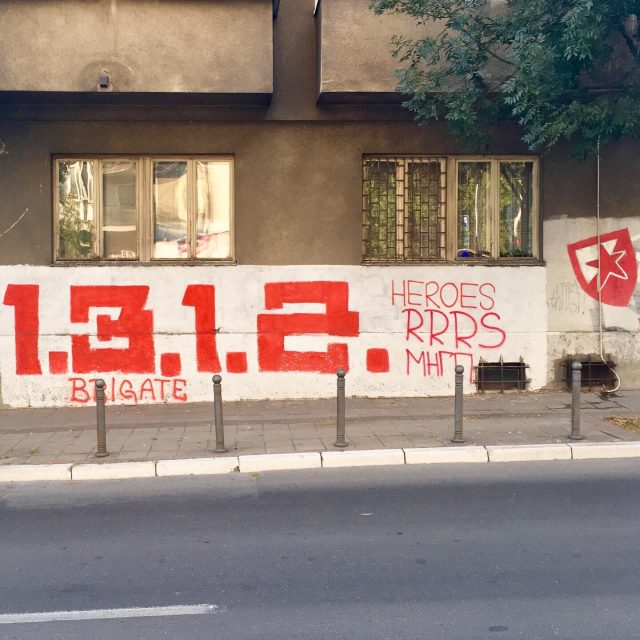 1.3.1.2.
BRIGATE
HEROES
RRRS
МНГП